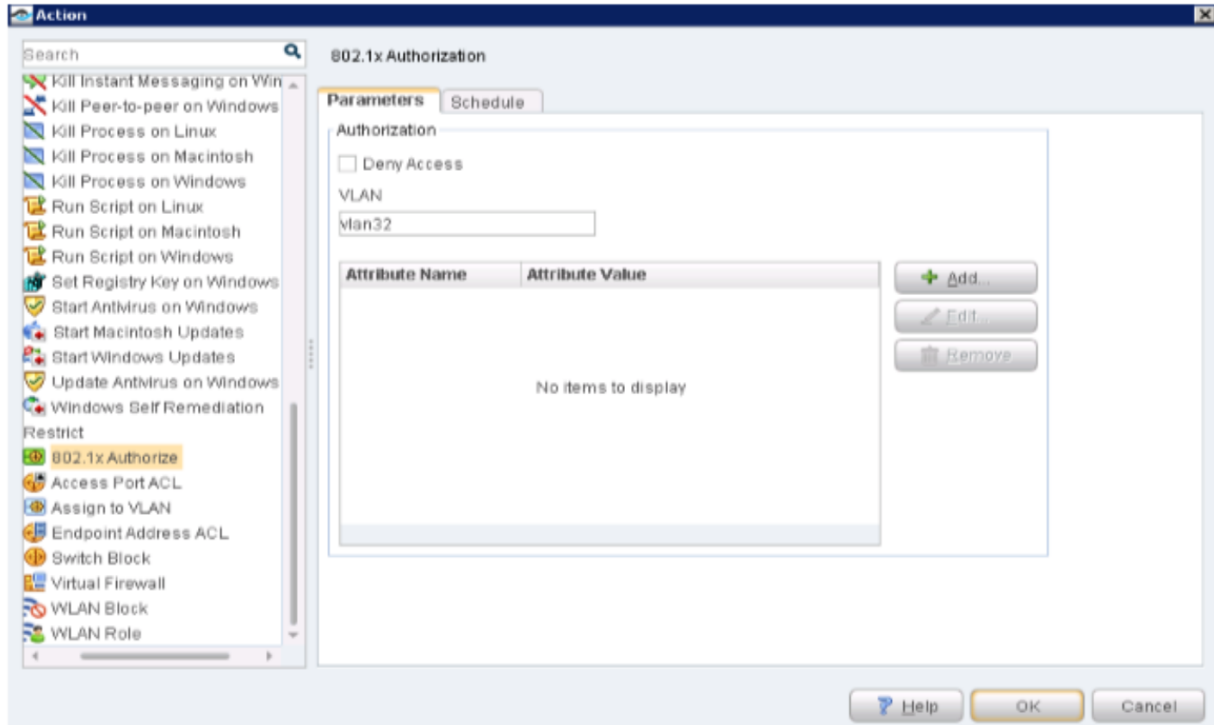 Action
Search
Kill Instant Messaging on Win
Kill Peer-to-peer on Windows
Kill Process on Linux
Kill Process on Macintosh
Kill Process on Windows
Run Script on Linux
Run Script on Macintosh
Run Script on Windows
Set Registry Key on Windows
Start Antivirus on Windows
Start Macintosh Updates
Start Windows Updates
Update Antivirus on Windows
Windows Self Remediation
Restrict
802.1x Authorize
Access Port ACL
Assign to VLAN
Endpoint Address ACL
Switch Block
Virtual Firewall
WLAN Block
WLAN Role
802.1x Authorization
Parameters Schedule
Authorization
Deny Access
VLAN
vlan32
Attribute Name Attribute Value
No items to display
Add...
Edit...
Remove
Help OK Cancel